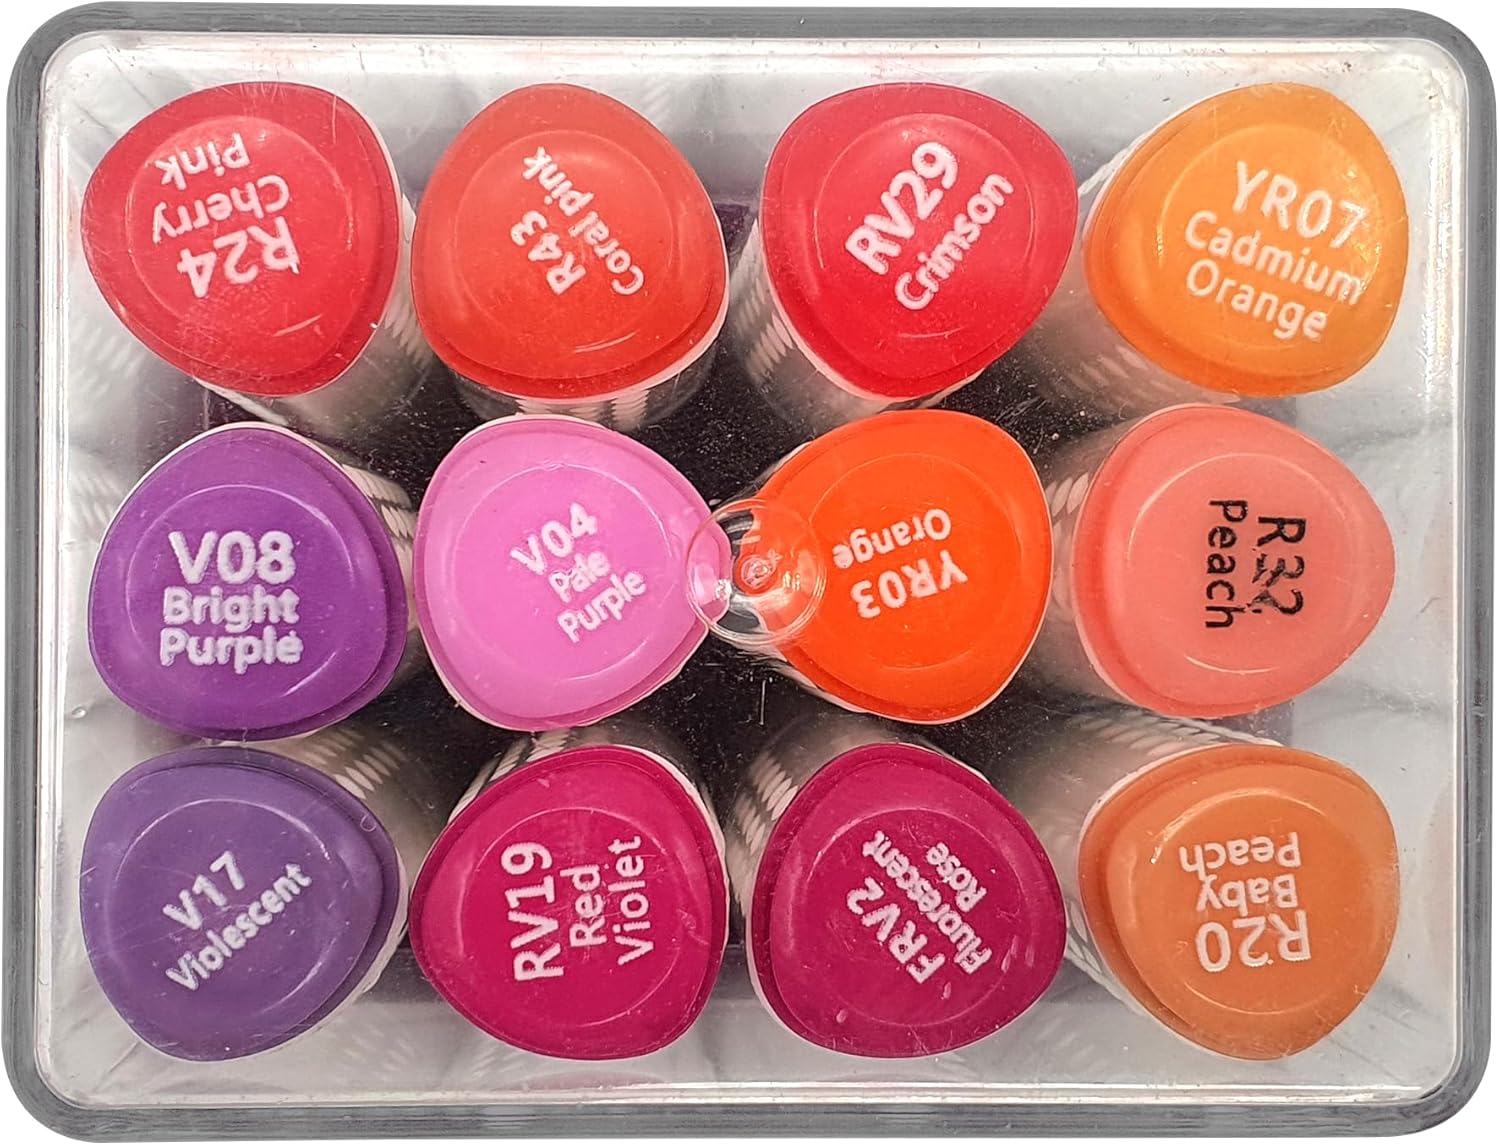 R24
Cherry
Pink
R43
Coral pink
RV29
Crimson
YR07
Cadmium
Orange
V08
Bright
Purple
V04
Pale
Purple
YR03
Orange
R32
Peach
V17
Violescent
RV19
Red
Violet
FRV2
Fluorescent
Rose
R20
Baby
Peach